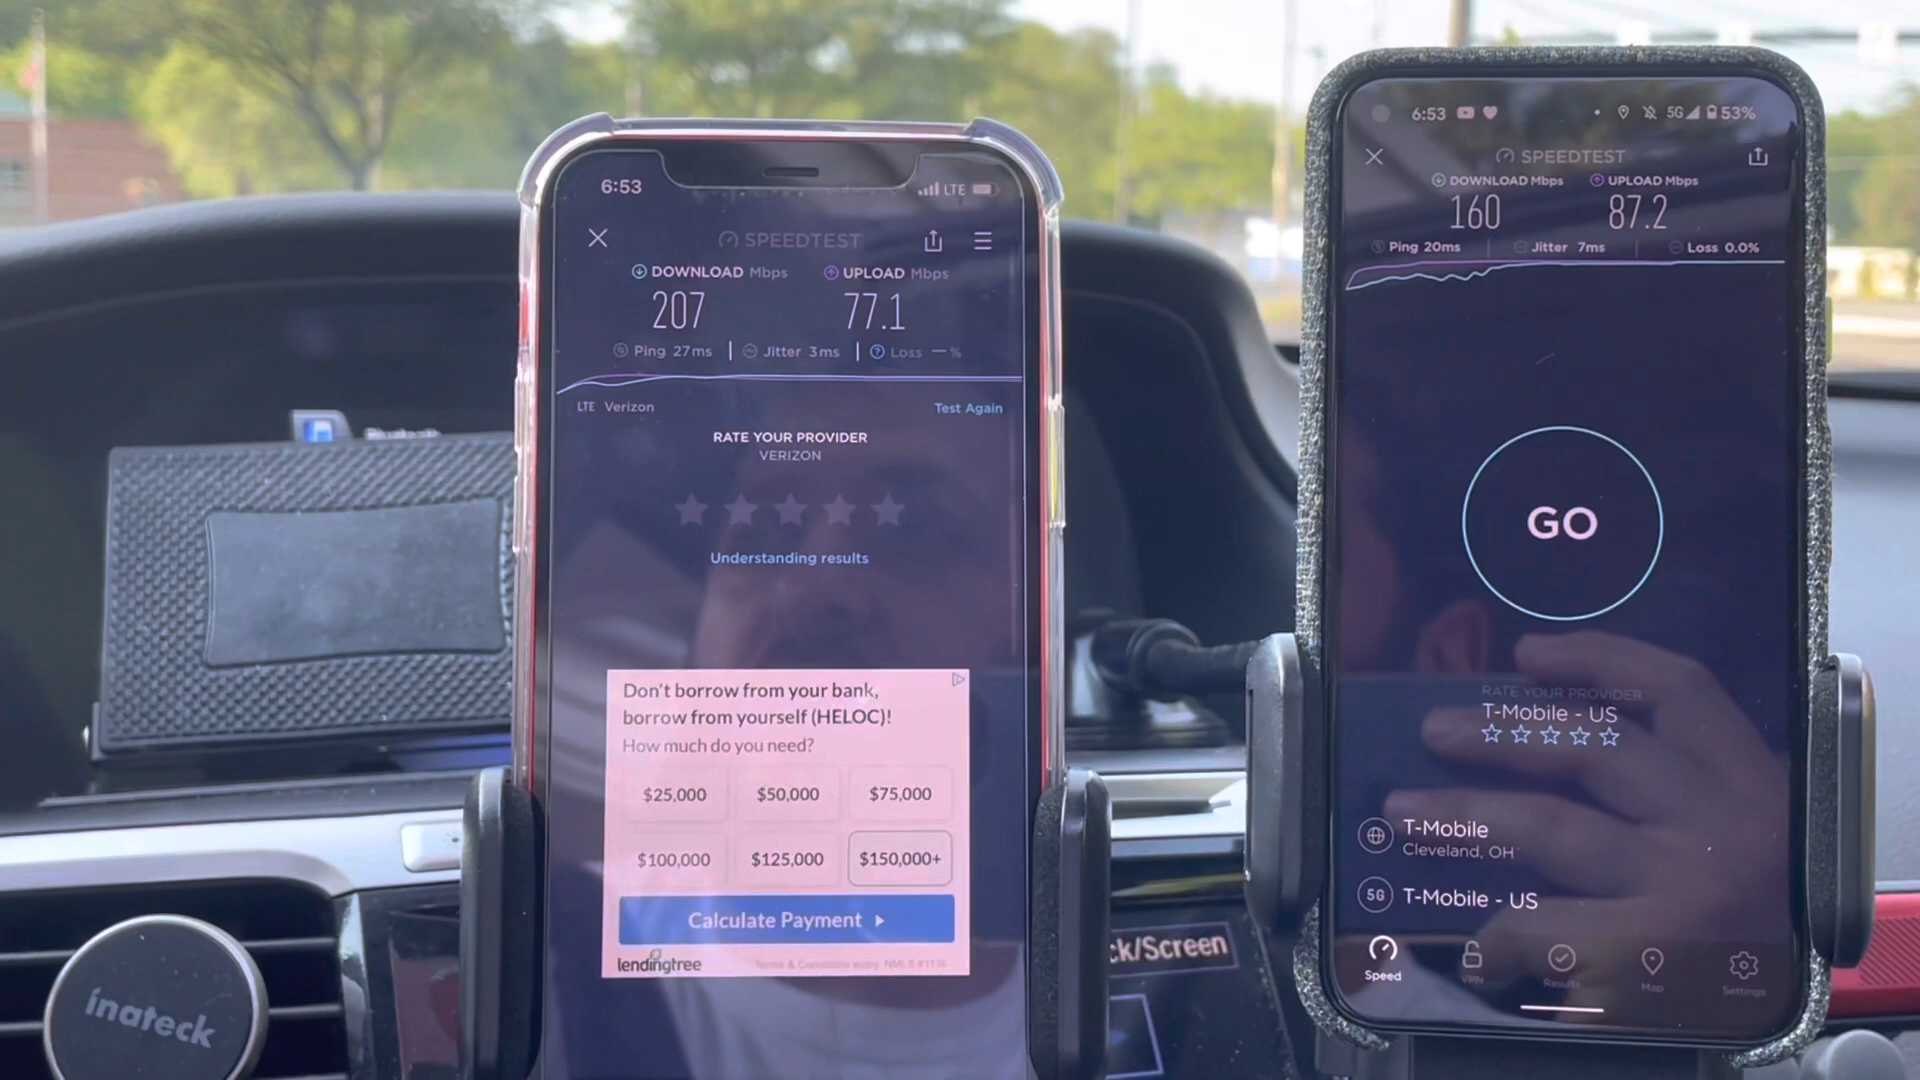 6:53
LTE
SPEEDTEST
DOWNLOAD Mbps
UPLOAD Mbps
207
77.1
Ping 27ms
Jitter 3ms
Loss — %
LTE Verizon
Test Again
RATE YOUR PROVIDER
VERIZON
Understanding results
Don't borrow from your bank,
borrow from yourself (HELOC)!
How much do you need?
$25,000
$50,000
$75,000
$100,000
$125,000
$150,000+
Calculate Payment
lendingtree
6:53
5G
53%
SPEEDTEST
DOWNLOAD Mbps
UPLOAD Mbps
160
87.2
Ping 20ms
Jitter 7ms
Loss 0.0%
GO
RATE YOUR PROVIDER
T-Mobile - US
T-Mobile
Cleveland, OH
5G
T-Mobile - US
Speed
VPN
Results
Map
Settings
ck/Screen
inateck